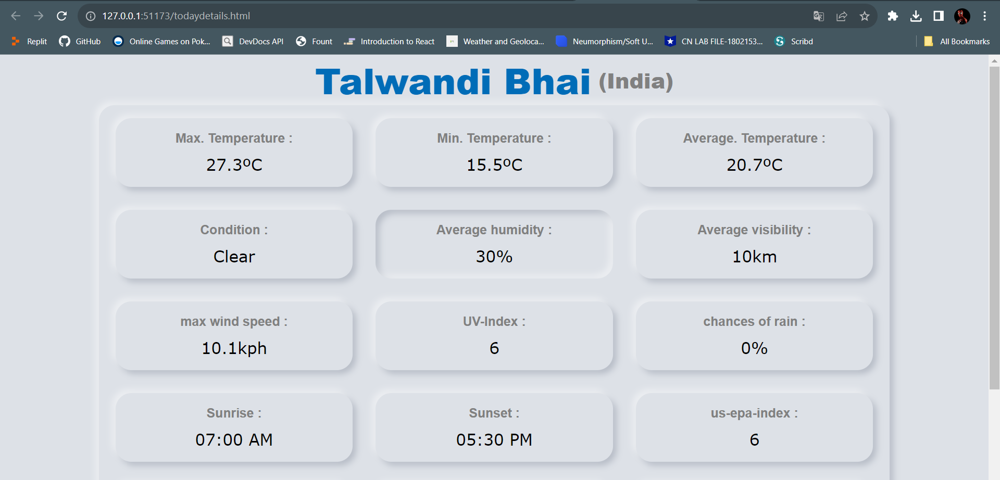 127.0.0.1:51173/todaydetails.html
Replit GitHub Online Games on Pok... DevDocs API Fount Introduction to React Weather and Geoloca... Neumorphism/Soft U... CN LAB FILE-1802153... Scribd All Bookmarks
Talwandi Bhai (India)
Max. Temperature : Min. Temperature : Average. Temperature :
27.3ºC 15.5ºC 20.7ºC
Condition : Average humidity : Average visibility :
Clear 30% 10km
max wind speed : UV-Index : chances of rain :
10.1kph 6 0%
Sunrise : Sunset : us-epa-index :
07:00 AM 05:30 PM 6